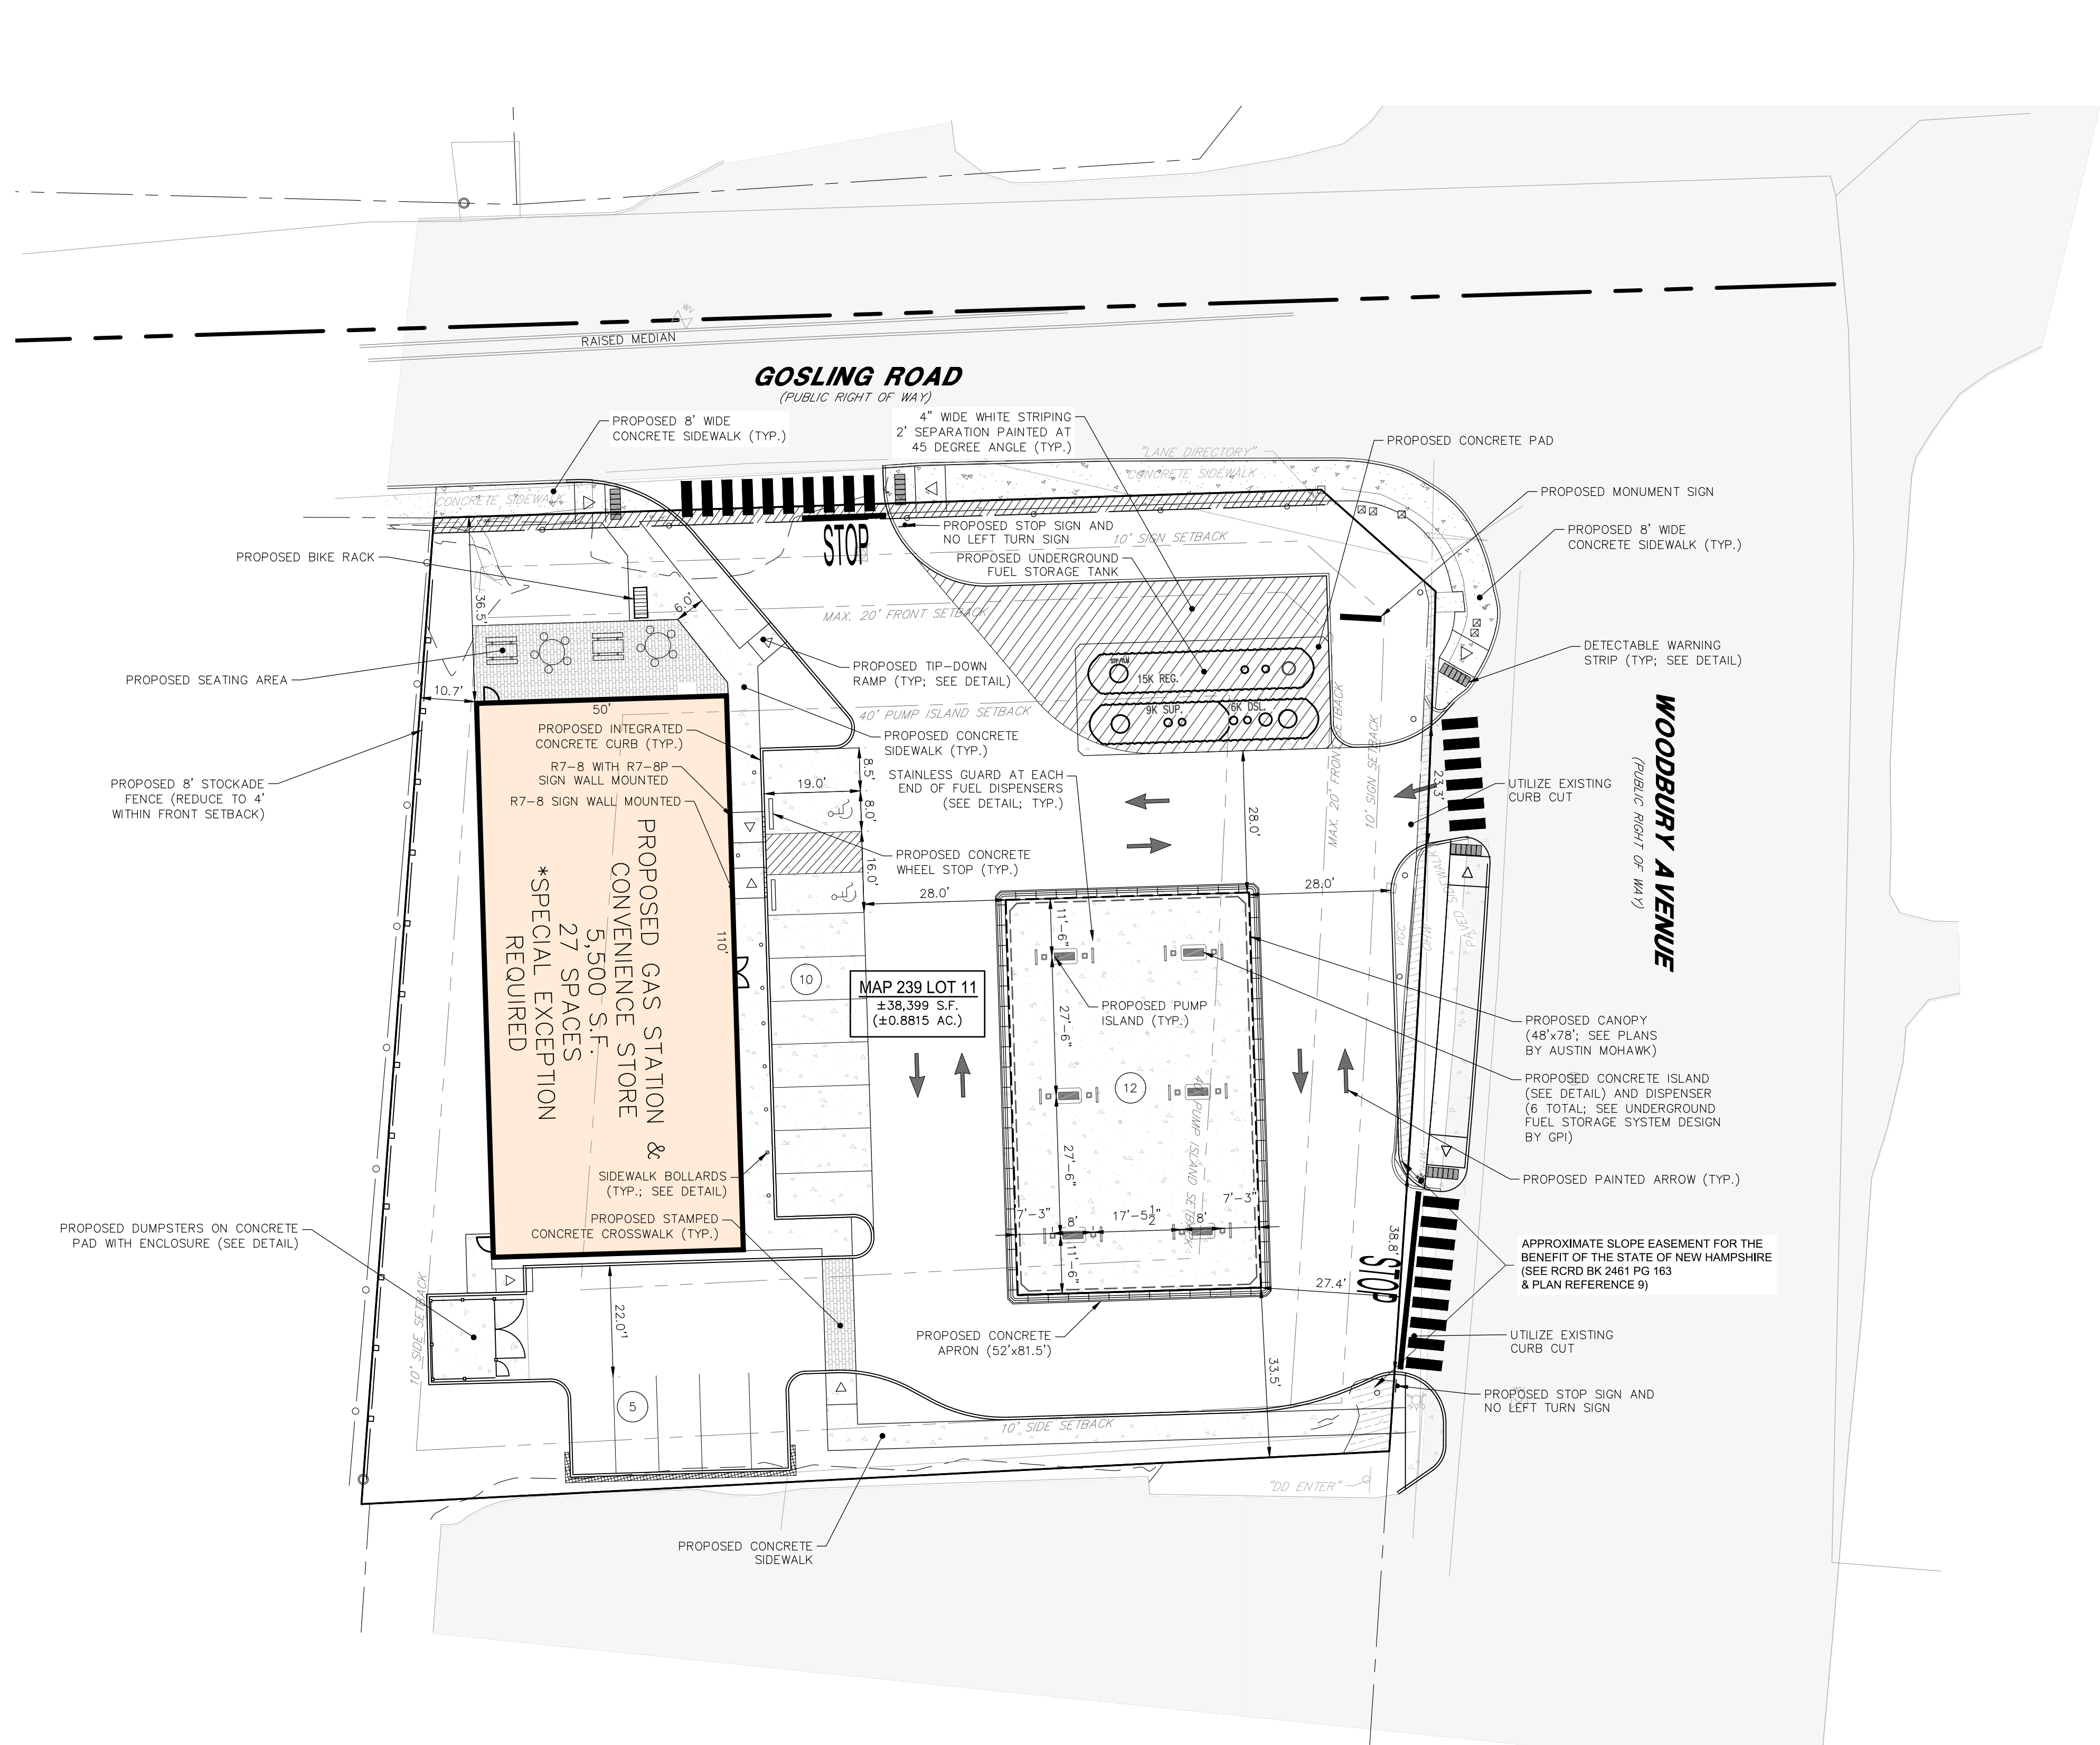 RAISED MEDIAN
GOSLING ROAD
(PUBLIC RIGHT OF WAY)
PROPOSED 8' WIDE
CONCRETE SIDEWALK (TYP.)
4" WIDE WHITE STRIPING
2' SEPARATION PAINTED AT
45 DEGREE ANGLE (TYP.)
"LANE DIRECTORY"
CONCRETE SIDEWALK
PROPOSED CONCRETE PAD
CONCRETE SIDEWALK
PROPOSED MONUMENT SIGN
PROPOSED 8' WIDE
CONCRETE SIDEWALK (TYP.)
STOP
PROPOSED STOP SIGN AND
NO LEFT TURN SIGN
10' SIGN SETBACK
PROPOSED BIKE RACK
PROPOSED UNDERGROUND
FUEL STORAGE TANK
36.5'
6.0'
MAX. 20' FRONT SETBACK
DETECTABLE WARNING
STRIP (TYP; SEE DETAIL)
PROPOSED SEATING AREA
PROPOSED TIP-DOWN
RAMP (TYP; SEE DETAIL)
15K REG.
10.7'
50'
40' PUMP ISLAND SETBACK
9K SUP.
6K DSL.
MAX. 20' FRONT SETBACK
10' SIGN SETBACK
WOODBURY AVENUE
(PUBLIC RIGHT OF WAY)
PROPOSED INTEGRATED
CONCRETE CURB (TYP.)
PROPOSED CONCRETE
SIDEWALK (TYP.)
R7-8 WITH R7-8P
SIGN WALL MOUNTED
R7-8 SIGN WALL MOUNTED
8.5'
19.0'
8.0'
16.0'
STAINLESS GUARD AT EACH
END OF FUEL DISPENSERS
(SEE DETAIL; TYP.)
28.0'
23.3'
UTILIZE EXISTING
CURB CUT
PROPOSED 8' STOCKADE
FENCE (REDUCE TO 4'
WITHIN FRONT SETBACK)
PROPOSED CONCRETE
WHEEL STOP (TYP.)
28.0'
28.0'
PROPOSED GAS STATION &
CONVENIENCE STORE
5,500 S.F.
27 SPACES
*SPECIAL EXCEPTION
REQUIRED
110'
10
MAP 239 LOT 11
±38,399 S.F.
(±0.8815 AC.)
11'-6"
27'-6"
PROPOSED PUMP
ISLAND (TYP.)
VGC
PAVED SIDEWALK
PROPOSED CANOPY
(48'x78'; SEE PLANS
BY AUSTIN MOHAWK)
12
40' PUMP ISLAND SETBACK
PROPOSED CONCRETE ISLAND
(SEE DETAIL) AND DISPENSER
(6 TOTAL; SEE UNDERGROUND
FUEL STORAGE SYSTEM DESIGN
BY GPI)
27'-6"
SIDEWALK BOLLARDS
(TYP.; SEE DETAIL)
PROPOSED PAINTED ARROW (TYP.)
7'-3"
8'
17'-5½"
8'
7'-3"
11'-6"
PROPOSED STAMPED
CONCRETE CROSSWALK (TYP.)
PROPOSED DUMPSTERS ON CONCRETE
PAD WITH ENCLOSURE (SEE DETAIL)
38.8'
STOP
APPROXIMATE SLOPE EASEMENT FOR THE
BENEFIT OF THE STATE OF NEW HAMPSHIRE
(SEE RCRD BK 2461 PG 163
& PLAN REFERENCE 9)
27.4'
10' SIDE SETBACK
22.0'
PROPOSED CONCRETE
APRON (52'x81.5')
UTILIZE EXISTING
CURB CUT
33.5'
PROPOSED STOP SIGN AND
NO LEFT TURN SIGN
5
10' SIDE SETBACK
"DD ENTER"
PROPOSED CONCRETE
SIDEWALK